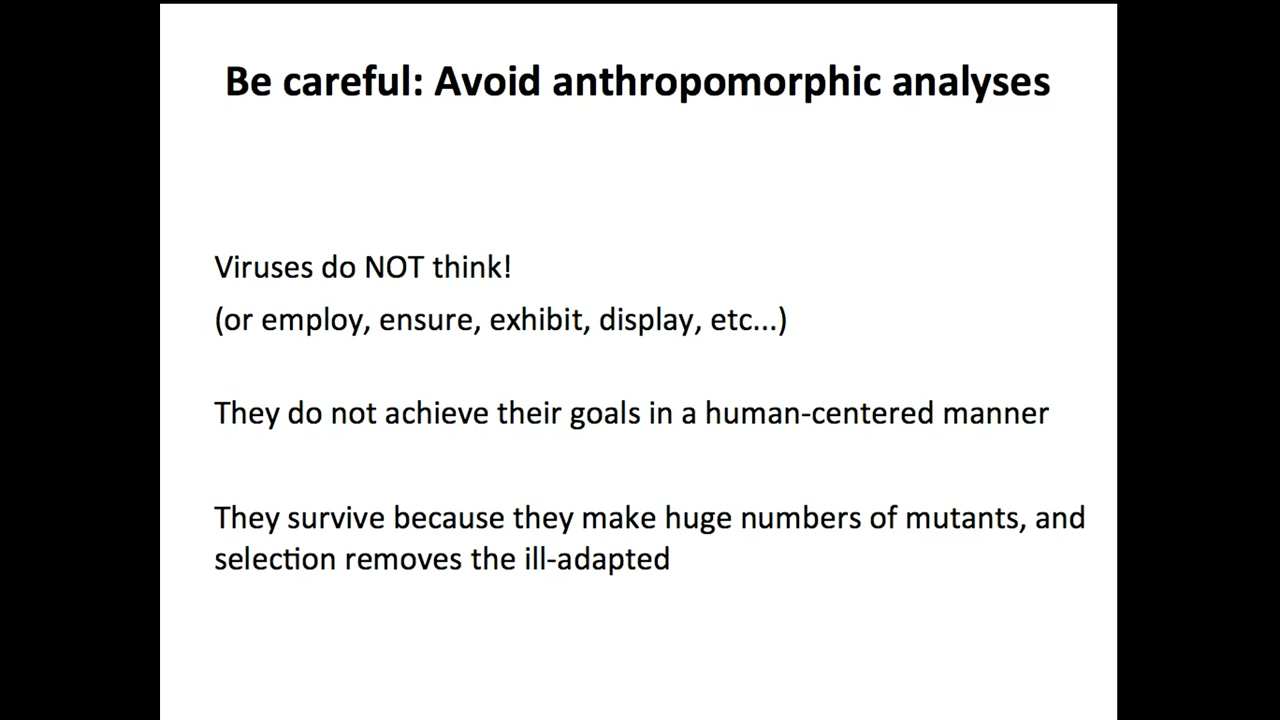 Be careful: Avoid anthropomorphic analyses
Viruses do NOT think!
(or employ, ensure, exhibit, display, etc...)
They do not achieve their goals in a human-centered manner
They survive because they make huge numbers of mutants, and
selection removes the ill-adapted